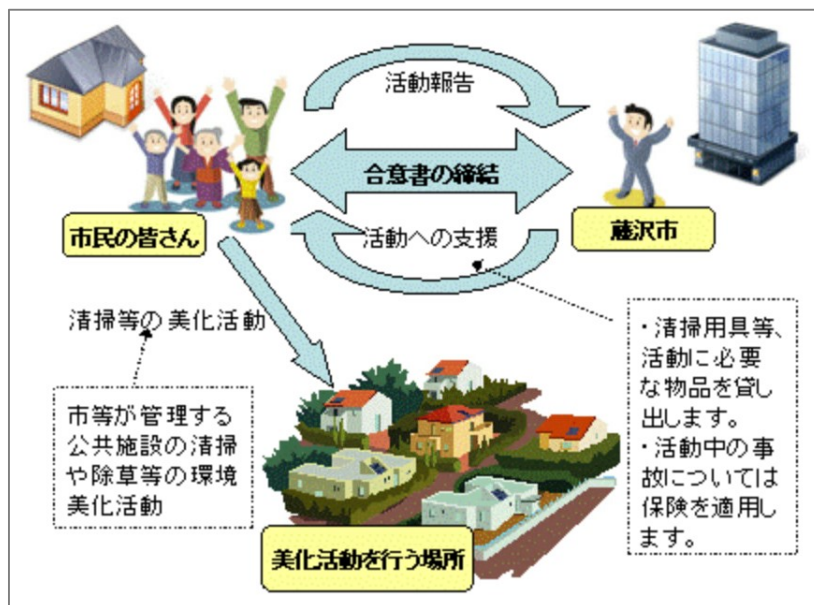 活動報告
合意書の締結
市民の皆さん
藤沢市
活動への支援
清掃等の美化活動
・清掃用具等、
活動に必要
な物品を貸し
出します。
・活動中の事
故については
保険を適用し
ます。
市等が管理する
公共施設の清掃
や除草等の環境
美化活動
美化活動を行う場所